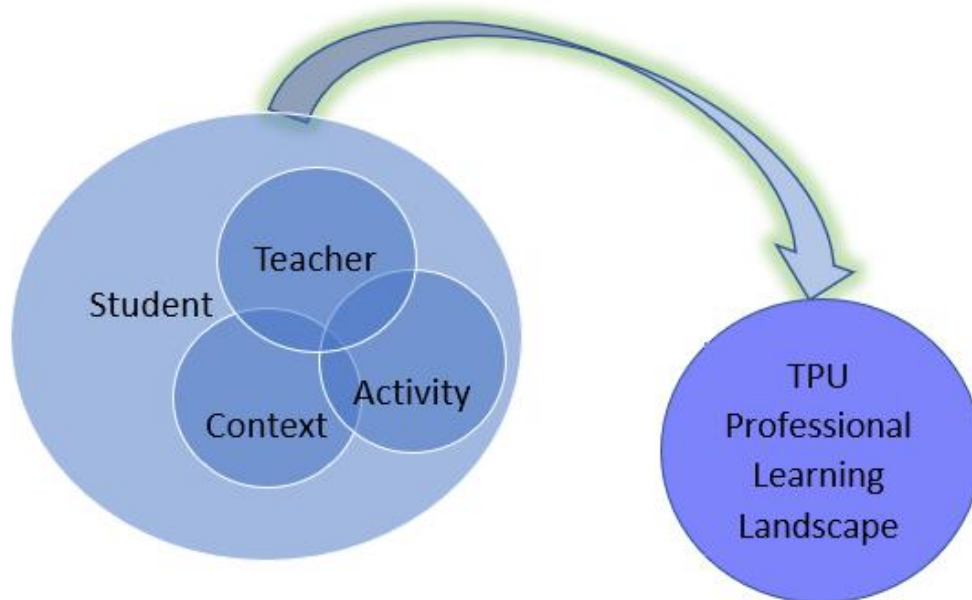 Teacher
Student
Activity
Context
TPU
Professional
Learning
Landscape